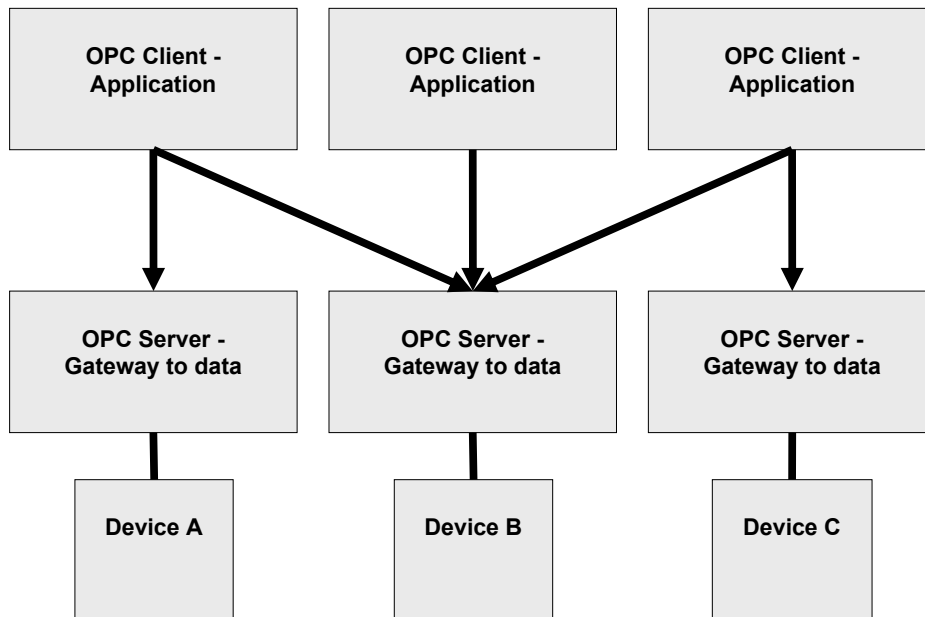 OPC Client -
Application
OPC Client -
Application
OPC Client -
Application
OPC Server -
Gateway to data
OPC Server -
Gateway to data
OPC Server -
Gateway to data
Device A
Device B
Device C